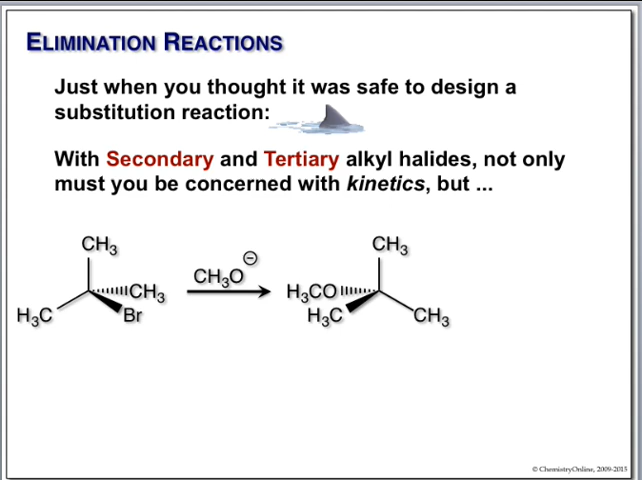 ELIMINATION REACTIONS
Just when you thought it was safe to design a
substitution reaction:
With Secondary and Tertiary alkyl halides, not only
must you be concerned with kinetics, but ...
CH₃
CH₃
CH₃O⊖
CH₃
H₃CO
H₃C
Br
H₃C
CH₃
© ChemistryOnline, 2009-2015